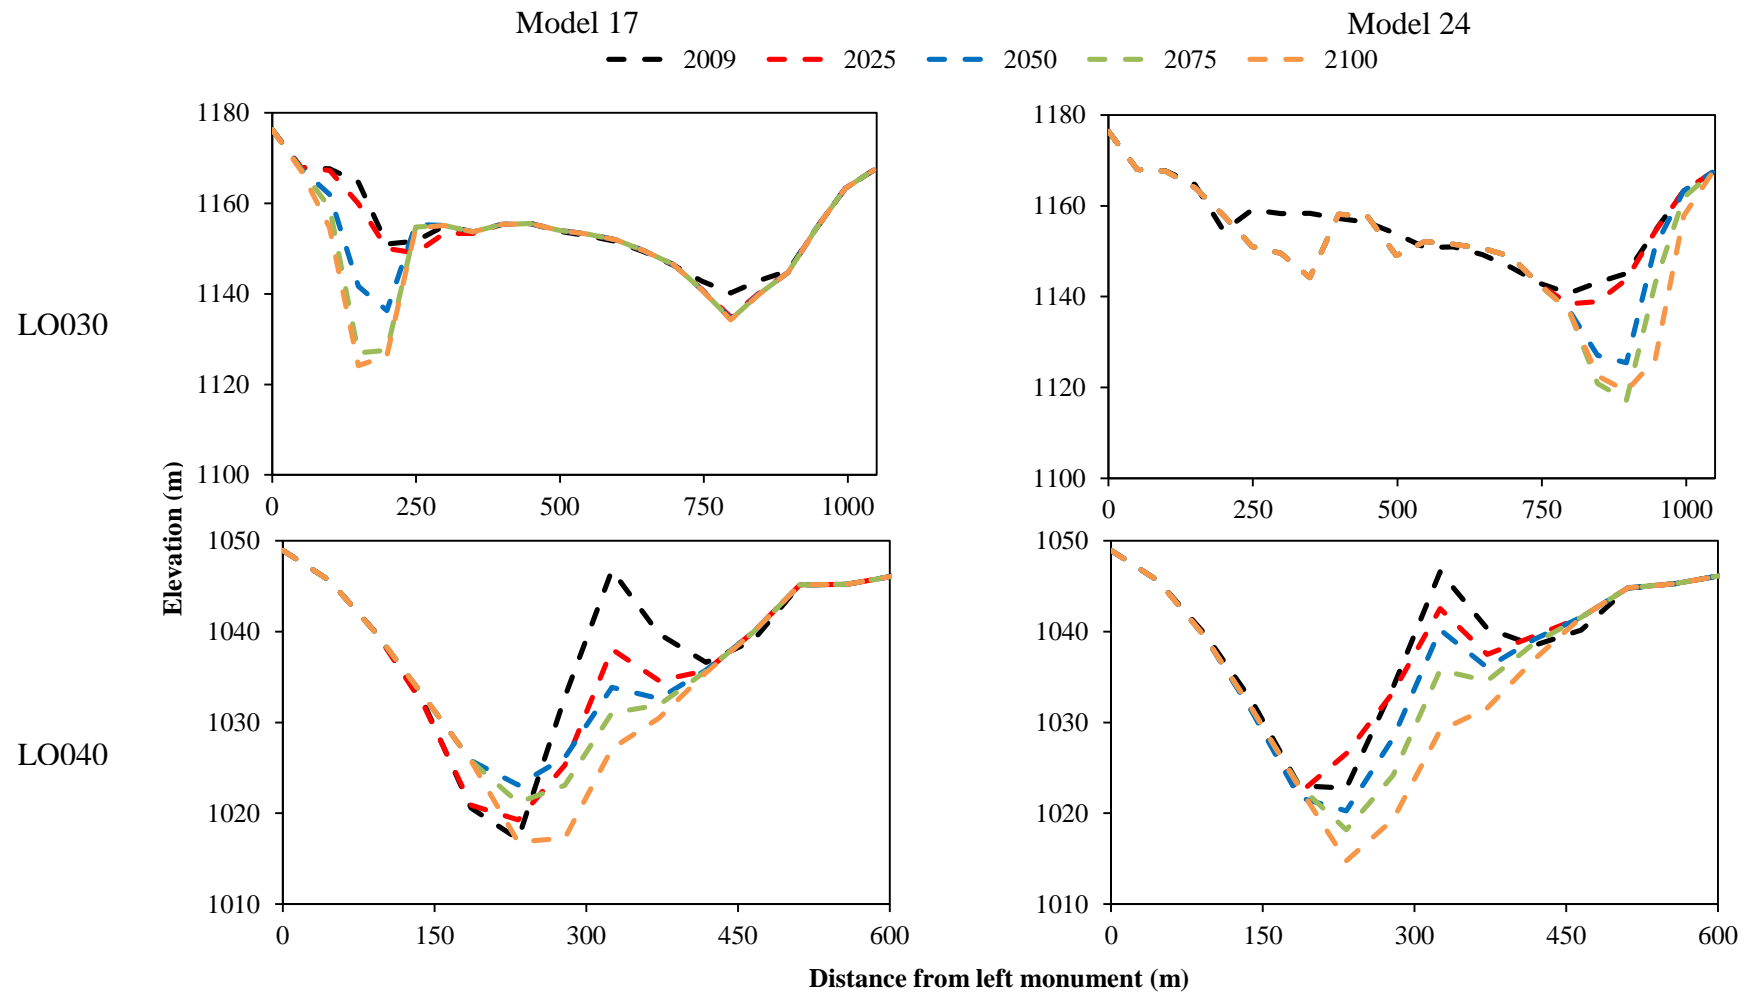 Model 17
Model 24
2009 2025 2050 2075 2100
LO030
1180
1160
1140
1120
1100
0 250 500 750 1000
1180
1160
1140
1120
1100
0 250 500 750 1000
Elevation (m)
LO040
1050
1040
1030
1020
1010
0 150 300 450 600
1050
1040
1030
1020
1010
0 150 300 450 600
Distance from left monument (m)